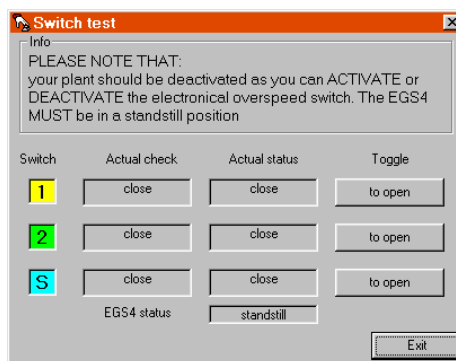 Switch test
Info
PLEASE NOTE THAT:
your plant should be deactivated as you can ACTIVATE or
DEACTIVATE the electronical overspeed switch. The EGS4
MUST be in a standstill position
Switch Actual check Actual status Toggle
1 close close to open
2 close close to open
S close close to open
EGS4 status standstill
Exit